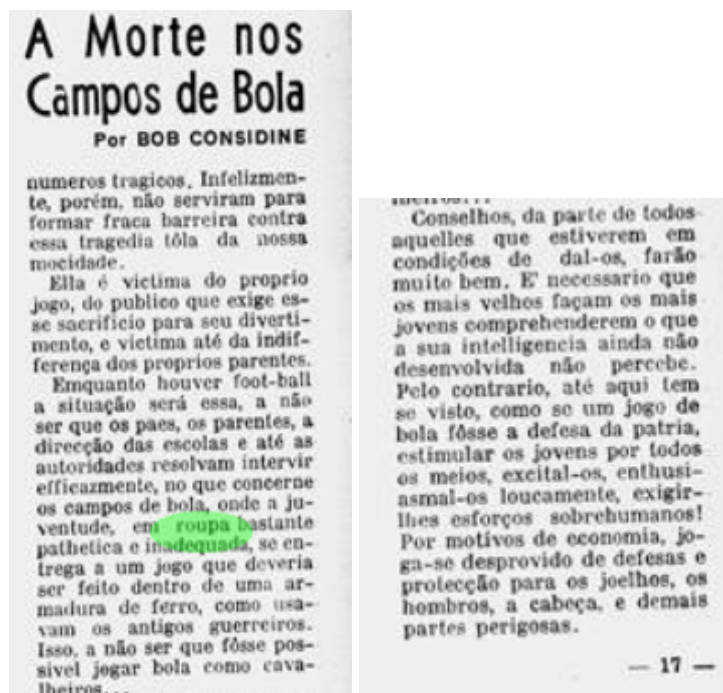 A Morte nos
Campos de Bola
Por BOB CONSIDINE
numeros tragicos. Infelizmen-
te, porém, não serviram para
formar fraca barreira contra
essa tragedia tôla da nossa
mocidade.
Ella é victima do proprio
jogo, do publico que exige es-
se sacrificio para seu diverti-
mento, e victima até da indif-
ferença dos proprios parentes.
Emquanto houver foot-ball
a situação será essa, a não
ser que os paes, os parentes, a
direcção das escolas e até as
autoridades resolvam intervir
efficazmente, no que concerne
os campos de bola, onde a ju-
ventude, em roupa bastante
pathetica e inadequada, se en-
trega a um jogo que deveria
ser feito dentro de uma ar-
madura de ferro, como usa-
vam os antigos guerreiros.
Isso, a não ser que fôsse pos-
sivel jogar bola como cava-
lheiros...
lheiros...
Conselhos, da parte de todos
aquelles que estiverem em
condições de dal-os, farão
muito bem. E' necessario que
os mais velhos façam os mais
jovens comprehenderem o que
a sua intelligencia ainda não
desenvolvida não percebe.
Pelo contrario, até aqui tem
se visto, como se um jogo de
bola fôsse a defesa da patria,
estimular os jovens por todos
os meios, excital-os, enthusi-
asmal-os loucamente, exigir-
lhes esforços sobrehumanos!
Por motivos de economia, jo-
ga-se desprovido de defesas e
protecção para os joelhos, os
hombros, a cabeça, e demais
partes perigosas.
— 17 —